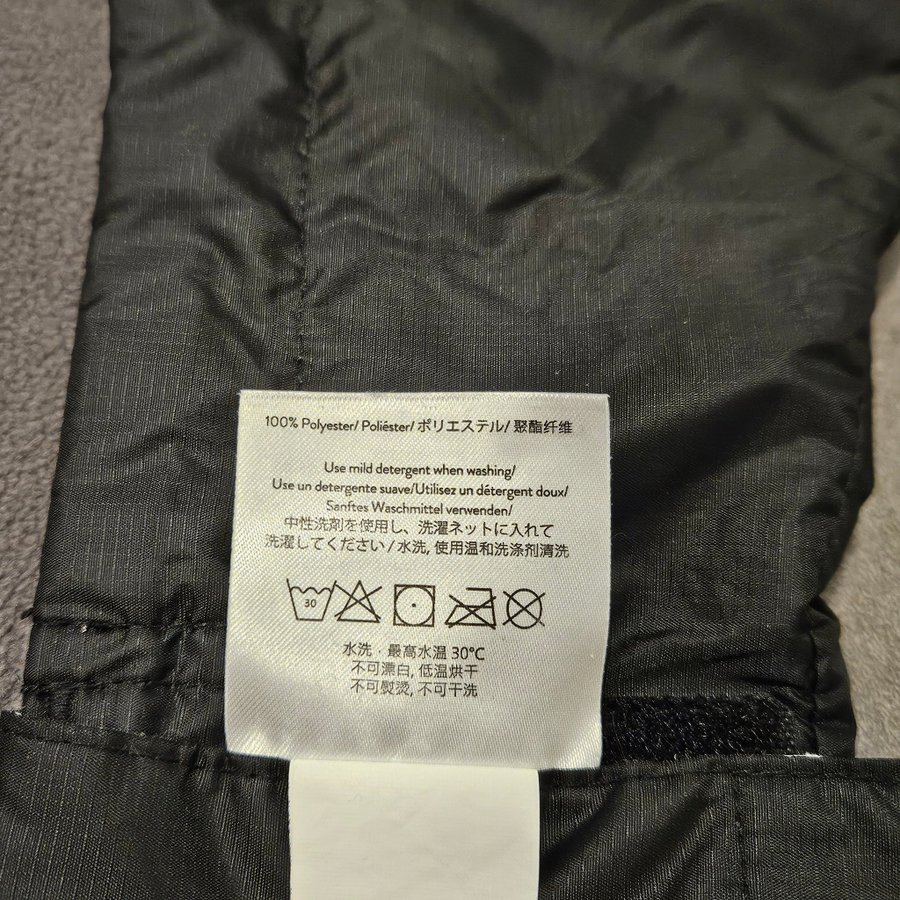 100% Polyester/ Poliéster/ ポリエステル/ 聚酯纤维
Use mild detergent when washing/
Use un detergente suave/Utilisez un détergent doux/
Sanftes Waschmittel verwenden/
中性洗剤を使用し、洗濯ネットに入れて
洗濯してください/水洗, 使用温和洗涤剂清洗
30
水洗 · 最高水温 30°C
不可漂白, 低温烘干
不可熨烫, 不可干洗